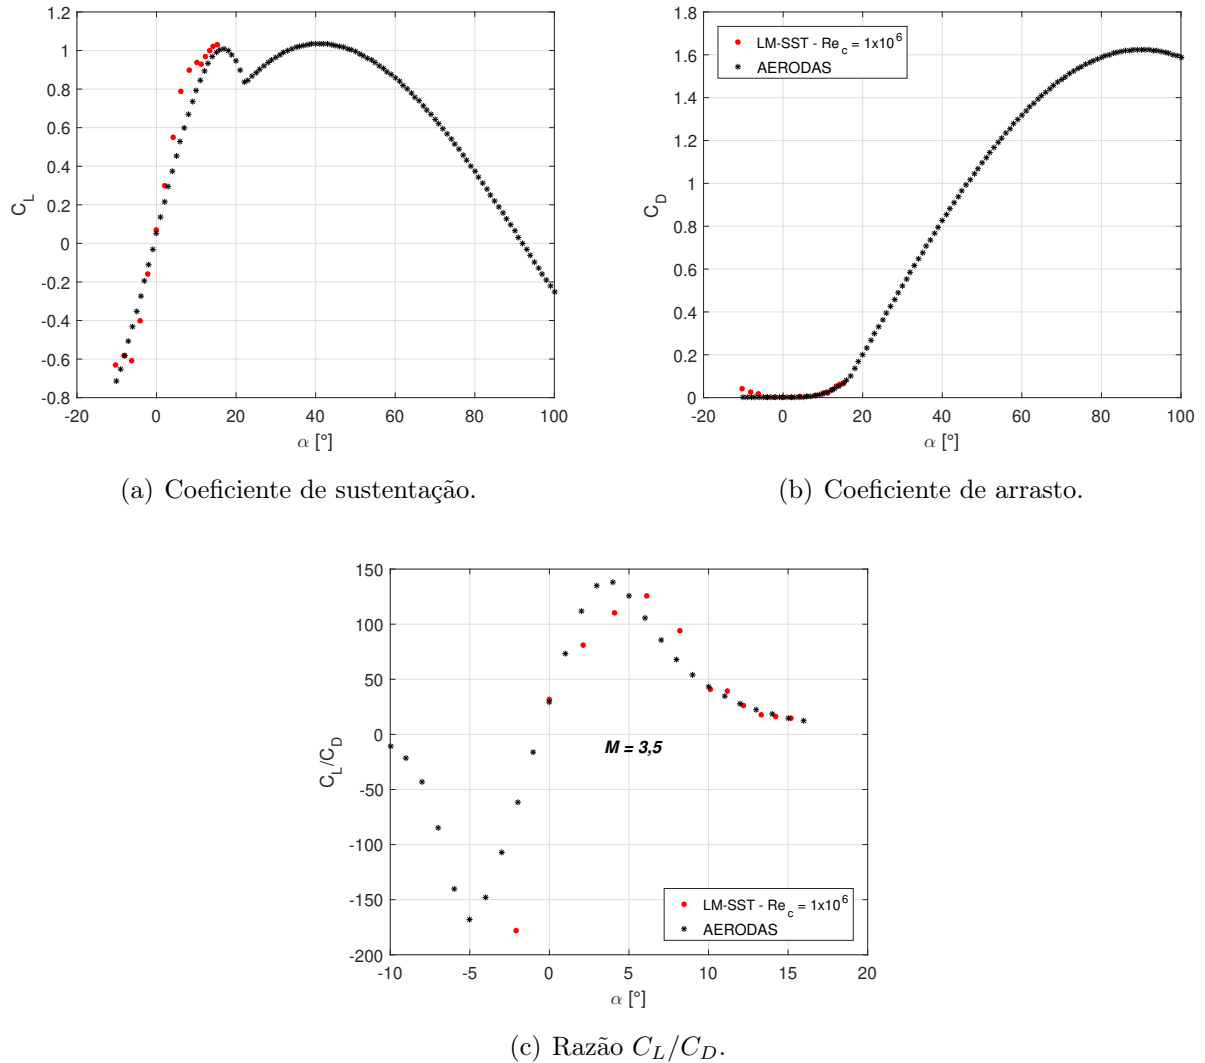 1.2
1
0.8
0.6
0.4
0.2
0
-0.2
-0.4
-0.6
-0.8
C_L
-20 0 20 40 60 80 100
α [°]
(a) Coeficiente de sustentação.
1.8
1.6
1.4
1.2
1
0.8
0.6
0.4
0.2
0
C_D
LM-SST - Re_c = 1x10^6
AERODAS
-20 0 20 40 60 80 100
α [°]
(b) Coeficiente de arrasto.
150
100
50
0
-50
-100
-150
-200
C_L/C_D
M = 3,5
LM-SST - Re_c = 1x10^6
AERODAS
-10 -5 0 5 10 15 20
α [°]
(c) Razão C_L/C_D.